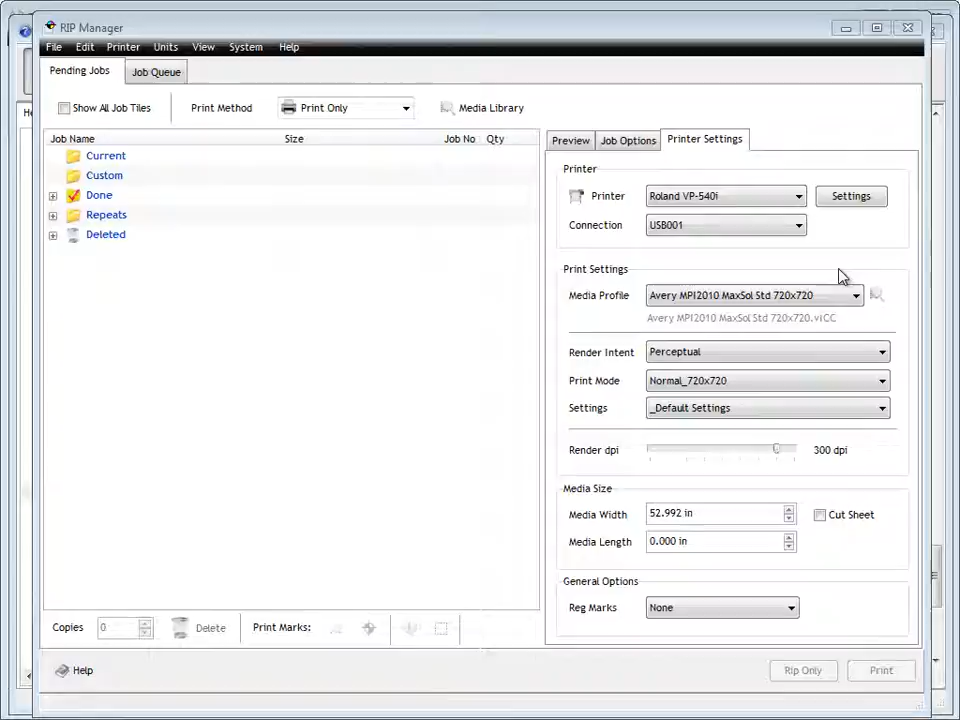 RIP Manager
File Edit Printer Units View System Help
Pending Jobs Job Queue
Show All Job Tiles Print Method Print Only Media Library
Job Name Size Job No Qty
Current
Custom
Done
Repeats
Deleted
Preview Job Options Printer Settings
Printer
Printer Roland VP-540i Settings
Connection USB001
Print Settings
Media Profile Avery MPI2010 MaxSol Std 720x720
Avery MPI2010 MaxSol Std 720x720.viCC
Render Intent Perceptual
Print Mode Normal_720x720
Settings _Default Settings
Render dpi 300 dpi
Media Size
Media Width 52.992 in Cut Sheet
Media Length 0.000 in
General Options
Reg Marks None
Copies 0 Delete Print Marks:
Help Rip Only Print